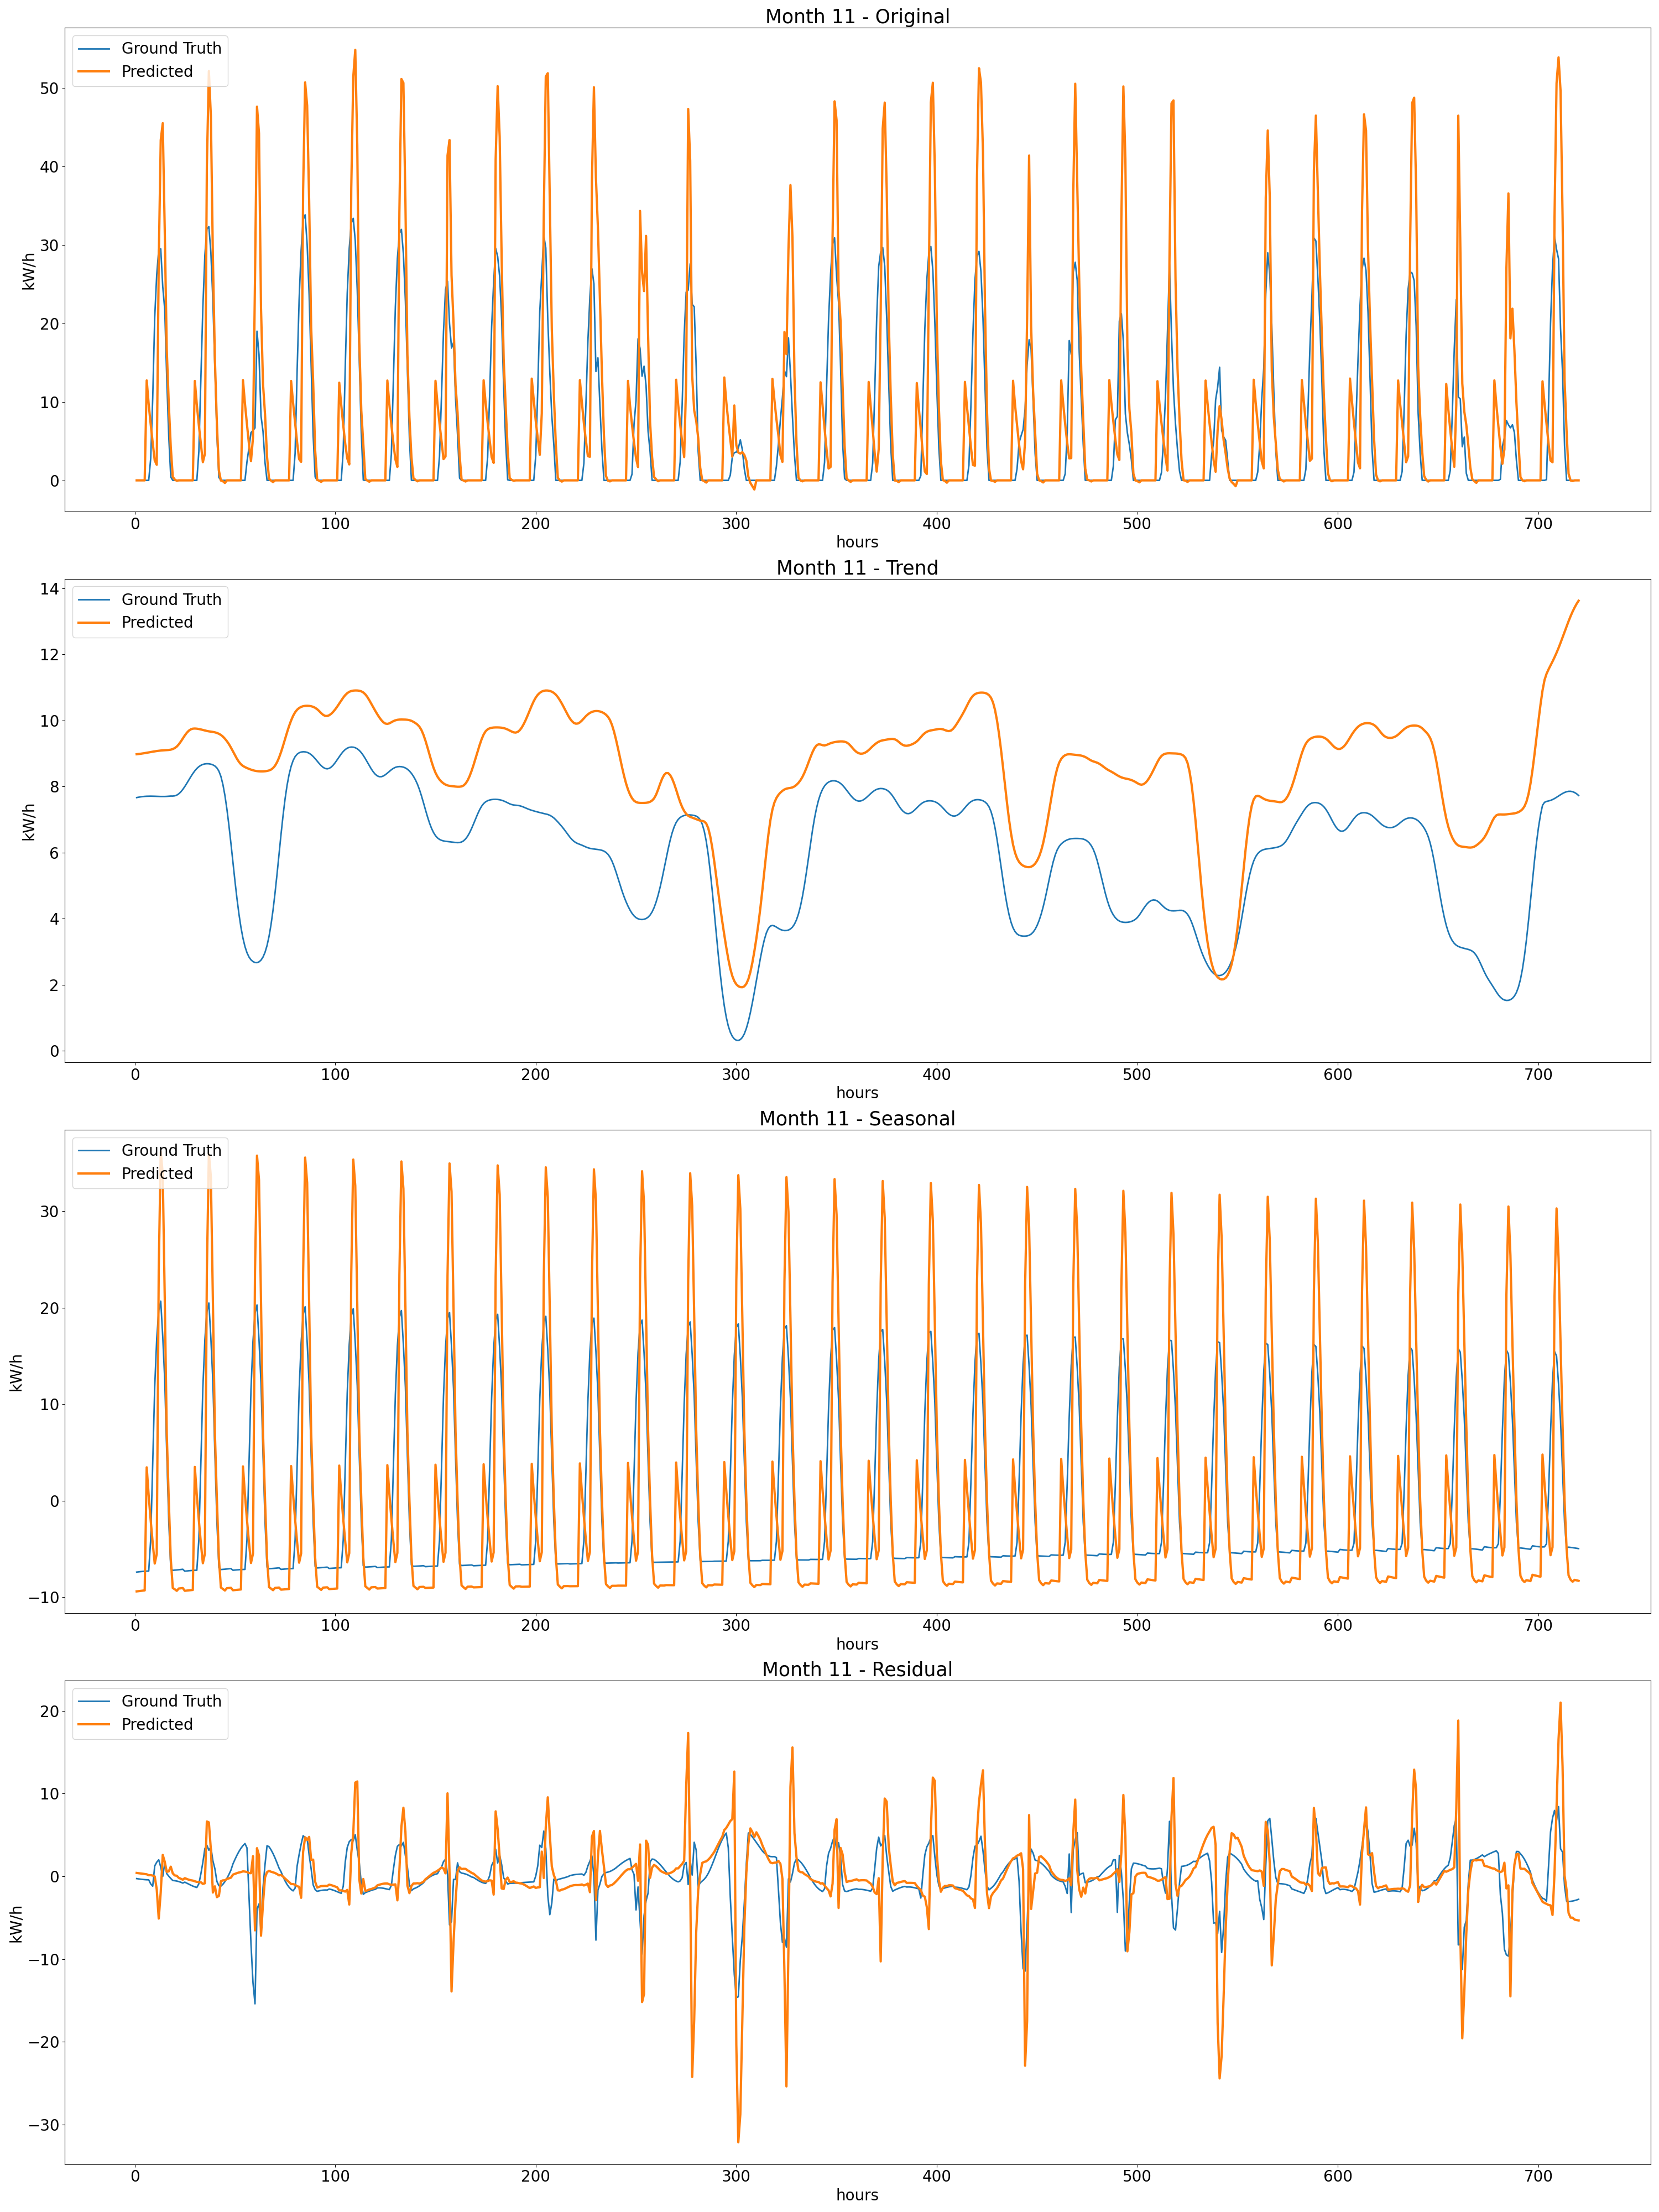 Month 11 - Original
Ground Truth
Predicted
50
40
30
20
10
0
kW/h
0 100 200 300 400 500 600 700
hours
Month 11 - Trend
Ground Truth
Predicted
14
12
10
8
6
4
2
0
kW/h
0 100 200 300 400 500 600 700
hours
Month 11 - Seasonal
Ground Truth
Predicted
30
20
10
0
−10
kW/h
0 100 200 300 400 500 600 700
hours
Month 11 - Residual
Ground Truth
Predicted
20
10
0
−10
−20
−30
kW/h
0 100 200 300 400 500 600 700
hours